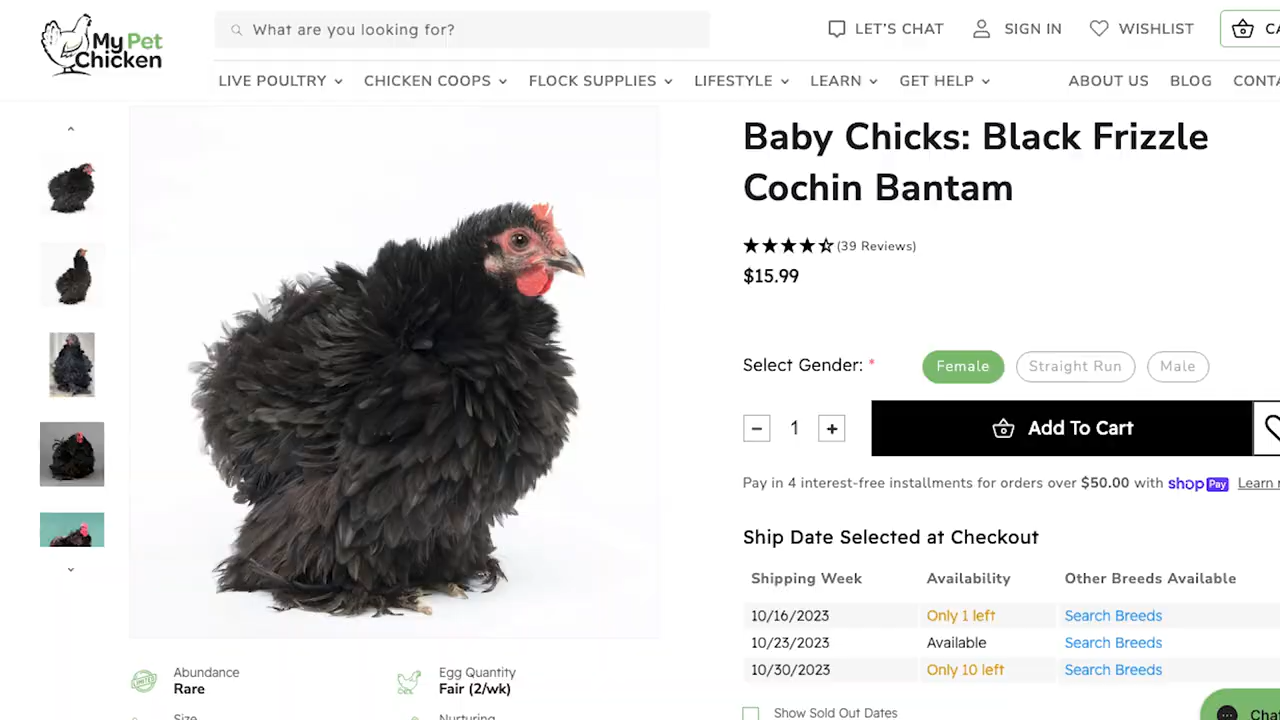 My Pet
Chicken
What are you looking for?
LET'S CHAT
SIGN IN
WISHLIST
LIVE POULTRY
CHICKEN COOPS
FLOCK SUPPLIES
LIFESTYLE
LEARN
GET HELP
ABOUT US
BLOG
Baby Chicks: Black Frizzle
Cochin Bantam
(39 Reviews)
$15.99
Select Gender: *
Female
Straight Run
Male
− 1 +
Add To Cart
Pay in 4 interest-free installments for orders over $50.00 with shop Pay Learn
Ship Date Selected at Checkout
Shipping Week Availability Other Breeds Available
10/16/2023 Only 1 left Search Breeds
10/23/2023 Available Search Breeds
10/30/2023 Only 10 left Search Breeds
Show Sold Out Dates
Abundance
Rare
Egg Quantity
Fair (2/wk)
LIMITED